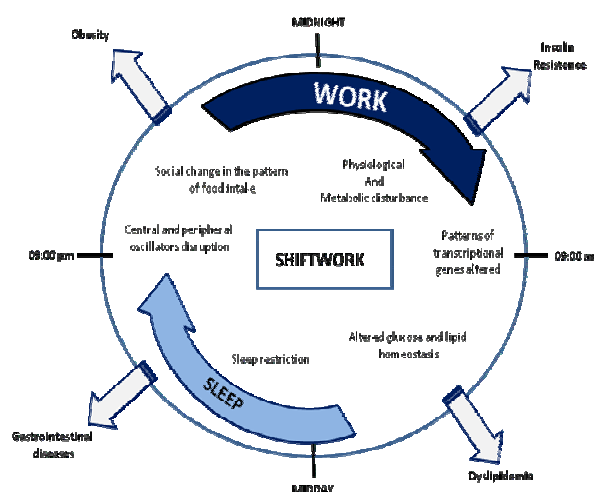 MIDNIGHT
Obesity
Insulin
Resistence
WORK
Social change in the pattern
of food intake
Physiological
And
Metabolic disturbance
Central and peripheral
oscillators disruption
Patterns of
transcriptional
genes altered
09:00 pm
SHIFTWORK
09:00 am
Altered glucose and lipid
homeostasis
Sleep restriction
SLEEP
Gastrointestinal
diseases
Dyslipidemia
MIDDAY